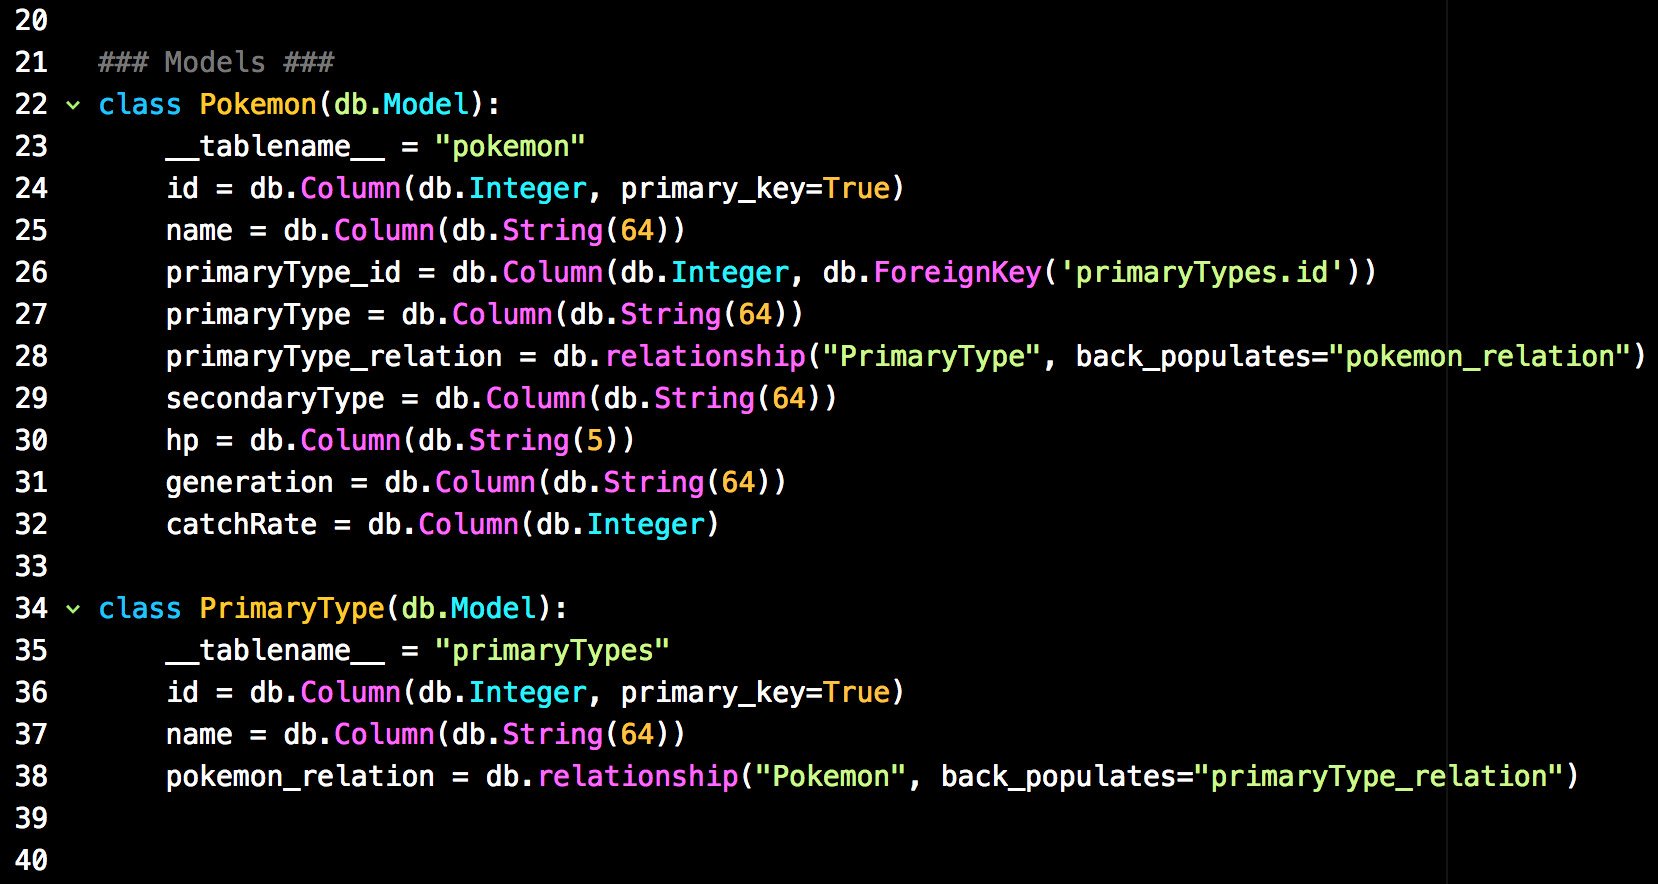 20
21 ### Models ###
22 class Pokemon(db.Model):
23     __tablename__ = "pokemon"
24     id = db.Column(db.Integer, primary_key=True)
25     name = db.Column(db.String(64))
26     primaryType_id = db.Column(db.Integer, db.ForeignKey('primaryTypes.id'))
27     primaryType = db.Column(db.String(64))
28     primaryType_relation = db.relationship("PrimaryType", back_populates="pokemon_relation")
29     secondaryType = db.Column(db.String(64))
30     hp = db.Column(db.String(5))
31     generation = db.Column(db.String(64))
32     catchRate = db.Column(db.Integer)
33
34 class PrimaryType(db.Model):
35     __tablename__ = "primaryTypes"
36     id = db.Column(db.Integer, primary_key=True)
37     name = db.Column(db.String(64))
38     pokemon_relation = db.relationship("Pokemon", back_populates="primaryType_relation")
39
40